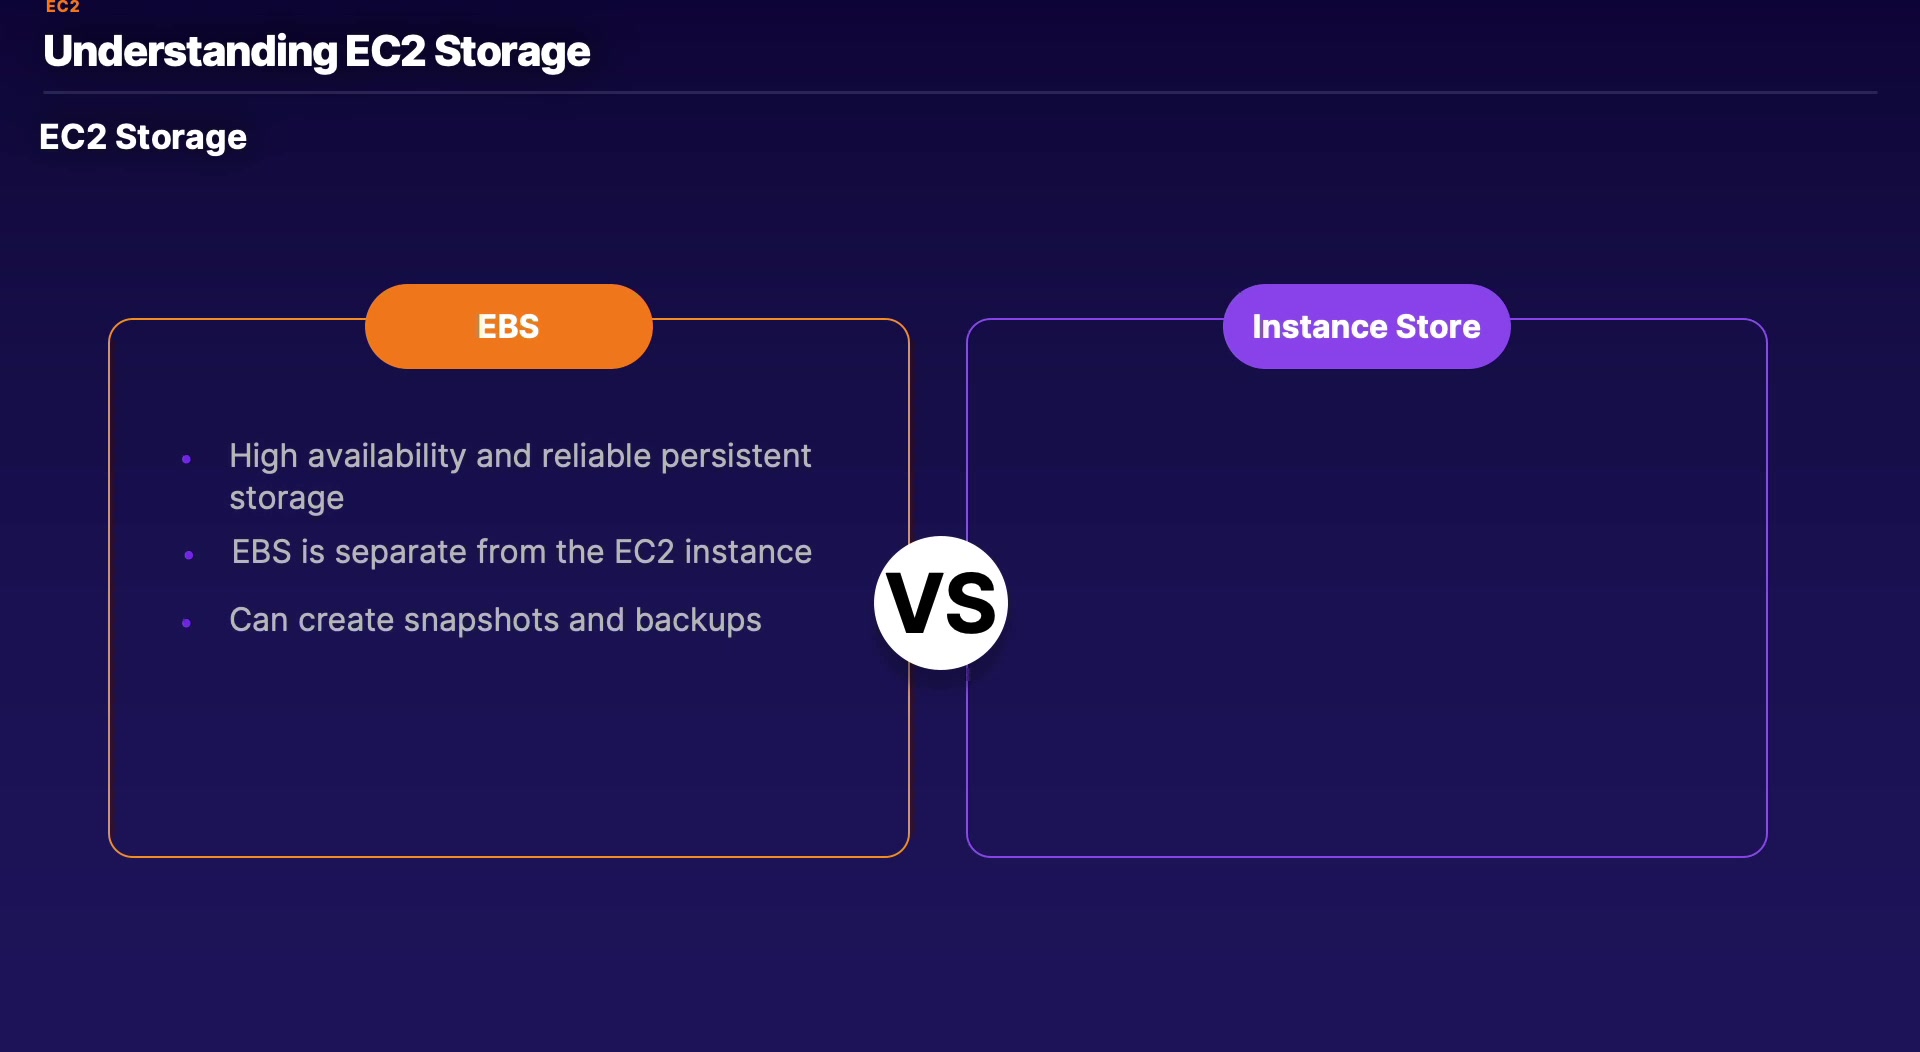 EC2
Understanding EC2 Storage
EC2 Storage
EBS
High availability and reliable persistent
storage
EBS is separate from the EC2 instance
Can create snapshots and backups
VS
Instance Store